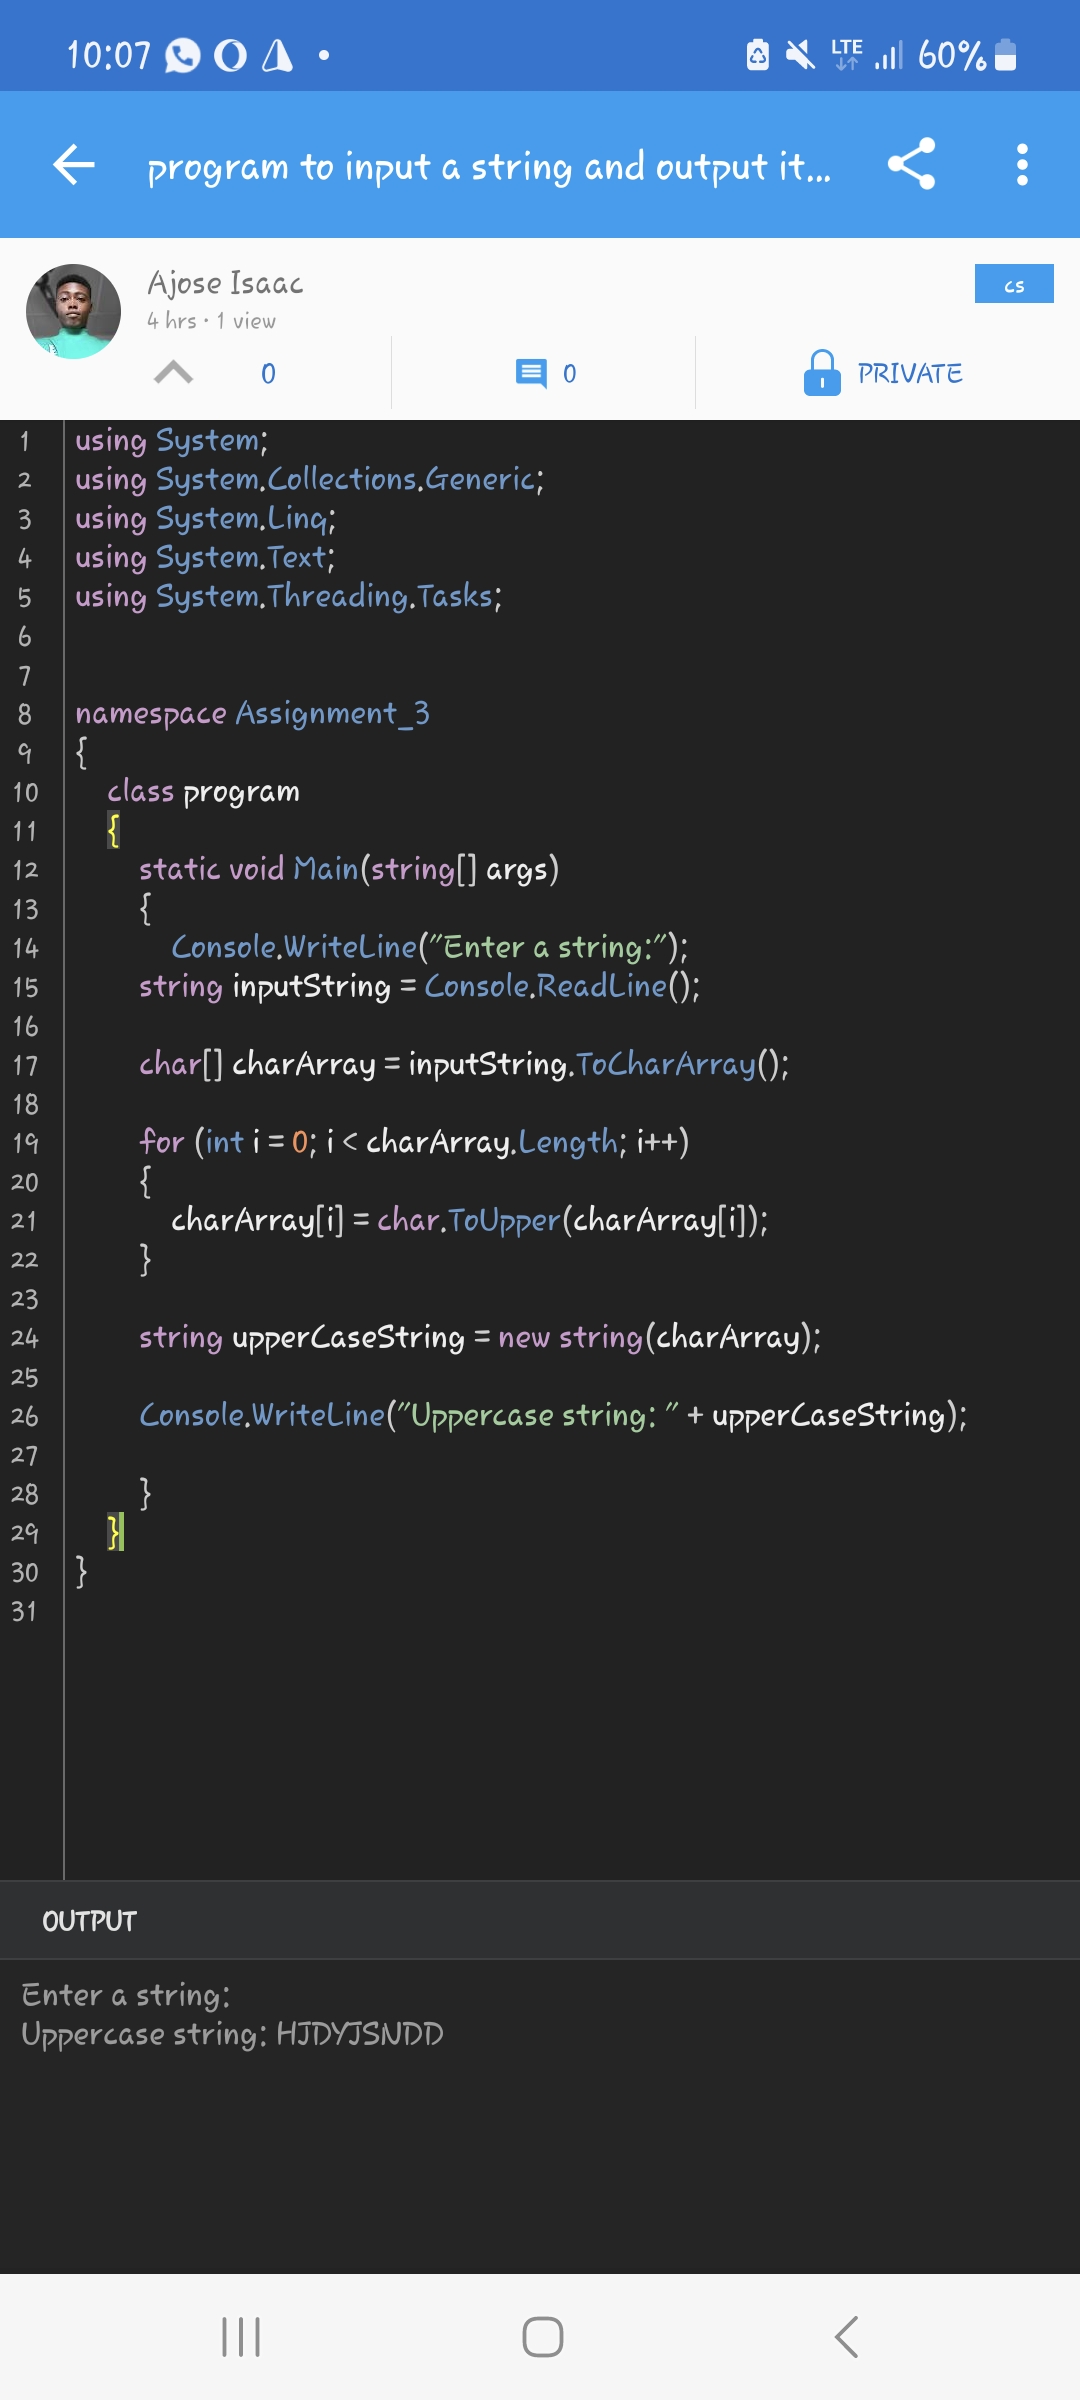 10:07 LTE 60%
program to input a string and output it...
Ajose Isaac
cs
4 hrs · 1 view
0 0 PRIVATE
1 using System;
2 using System.Collections.Generic;
3 using System.Linq;
4 using System.Text;
5 using System.Threading.Tasks;
6
7
8 namespace Assignment_3
9 {
10 class program
11 {
12 static void Main(string[] args)
13 {
14 Console.WriteLine("Enter a string:");
15 string inputString = Console.ReadLine();
16
17 char[] charArray = inputString.ToCharArray();
18
19 for (int i = 0; i < charArray.Length; i++)
20 {
21 charArray[i] = char.ToUpper(charArray[i]);
22 }
23
24 string upperCaseString = new string(charArray);
25
26 Console.WriteLine("Uppercase string: " + upperCaseString);
27
28 }
29 }
30 }
31
OUTPUT
Enter a string:
Uppercase string: HJDYJSNDD